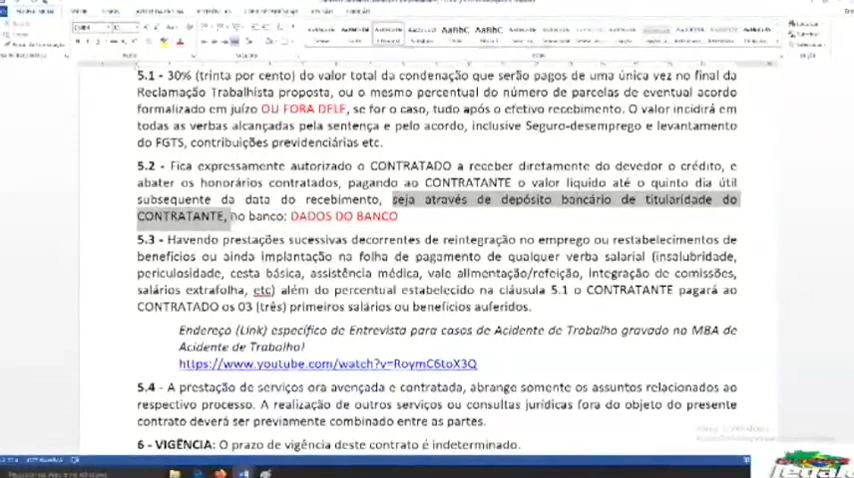 5.1 - 30% (trinta por cento) do valor total da condenação que serão pagos de uma única vez no final da
Reclamação Trabalhista proposta, ou o mesmo percentual do número de parcelas de eventual acordo
formalizado em juízo OU FORA DELE, se for o caso, tudo após o efetivo recebimento. O valor incidirá em
todas as verbas alcançadas pela sentença e pelo acordo, inclusive Seguro-desemprego e levantamento
do FGTS, contribuições previdenciárias etc.
5.2 - Fica expressamente autorizado o CONTRATADO a receber diretamente do devedor o crédito, e
abater os honorários contratados, pagando ao CONTRATANTE o valor líquido até o quinto dia útil
subsequente da data do recebimento, seja através de depósito bancário de titularidade do
CONTRATANTE, no banco: DADOS DO BANCO
5.3 - Havendo prestações sucessivas decorrentes de reintegração no emprego ou restabelecimentos de
benefícios ou ainda implantação na folha de pagamento de qualquer verba salarial (insalubridade,
periculosidade, cesta básica, assistência médica, vale alimentação/refeição, integração de comissões,
salários extrafolha, etc) além do percentual estabelecido na cláusula 5.1 o CONTRATANTE pagará ao
CONTRATADO os 03 (três) primeiros salários ou benefícios auferidos.
Endereço (Link) específico de Entrevista para casos de Acidente de Trabalho gravado no MBA de
Acidente de Trabalho)
https://www.youtube.com/watch?v=RoymC6toX3Q
5.4 - A prestação de serviços ora avençada e contratada, abrange somente os assuntos relacionados ao
respectivo processo. A realização de outros serviços ou consultas jurídicas fora do objeto do presente
contrato deverá ser previamente combinado entre as partes.
6 - VIGÊNCIA: O prazo de vigência deste contrato é indeterminado.